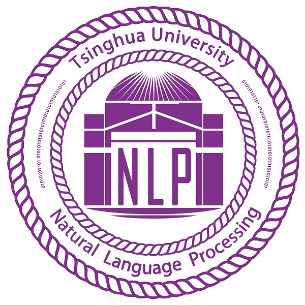 Tsinghua University
NLP
Natural Language Processing